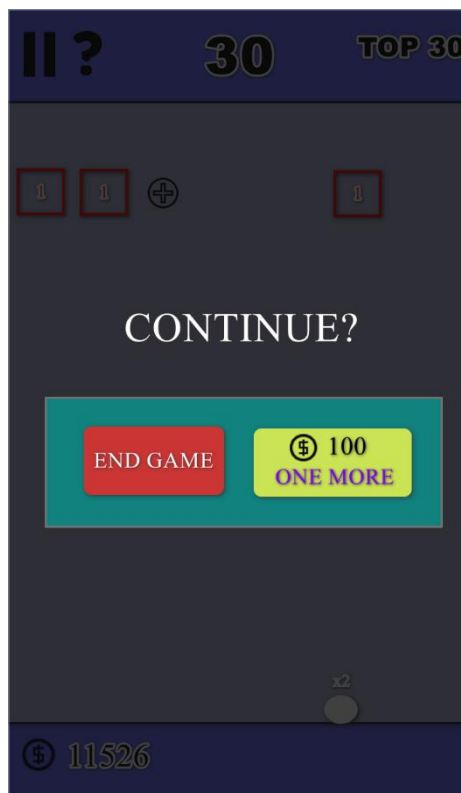 ? 30 TOP 30
1 1 1
CONTINUE?
END GAME
100
ONE MORE
x2
11526